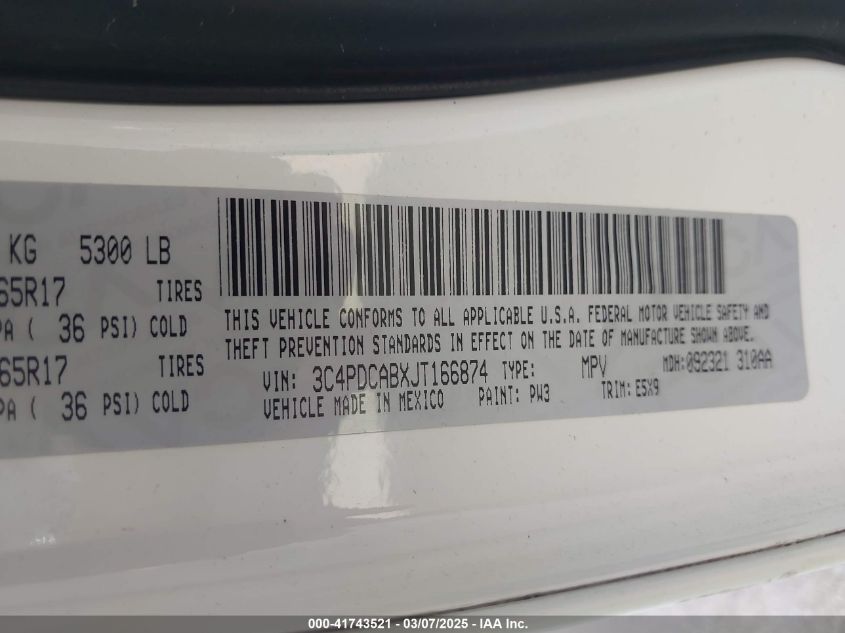 KG 5300 LB
65R17 TIRES
PA ( 36 PSI) COLD
65R17 TIRES
PA ( 36 PSI) COLD
THIS VEHICLE CONFORMS TO ALL APPLICABLE U.S.A. FEDERAL MOTOR VEHICLE SAFETY AND
THEFT PREVENTION STANDARDS IN EFFECT ON THE DATE OF MANUFACTURE SHOWN ABOVE.
VIN: 3C4PDCABXJT166874 TYPE: MPV MDH:092321 310AA
VEHICLE MADE IN MEXICO PAINT: PW3 TRIM: E5X9
000-41743521 - 03/07/2025 - IAA Inc.